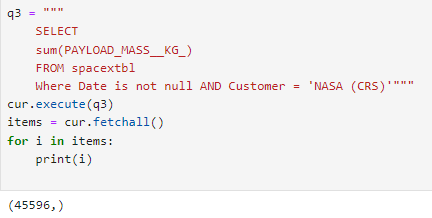 q3 = """
    SELECT
    sum(PAYLOAD_MASS__KG_)
    FROM spacextbl
    Where Date is not null AND Customer = 'NASA (CRS)'"""
cur.execute(q3)
items = cur.fetchall()
for i in items:
    print(i)
(45596,)